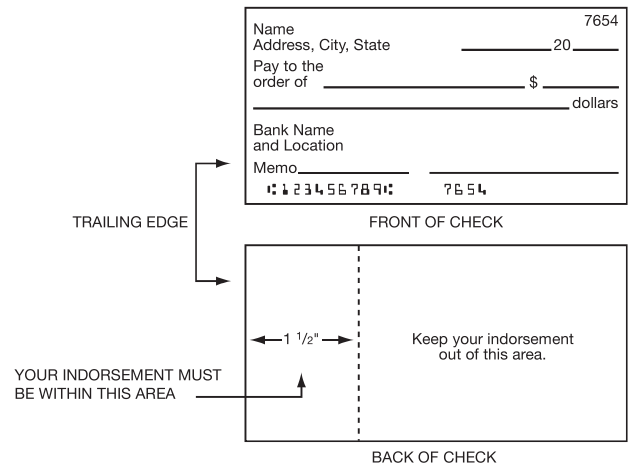 7654
Name
Address, City, State 20
Pay to the
order of $
dollars
Bank Name
and Location
Memo
⑆123456789⑆ 7654
TRAILING EDGE
FRONT OF CHECK
1 1/2"
Keep your indorsement
out of this area.
YOUR INDORSEMENT MUST
BE WITHIN THIS AREA
BACK OF CHECK